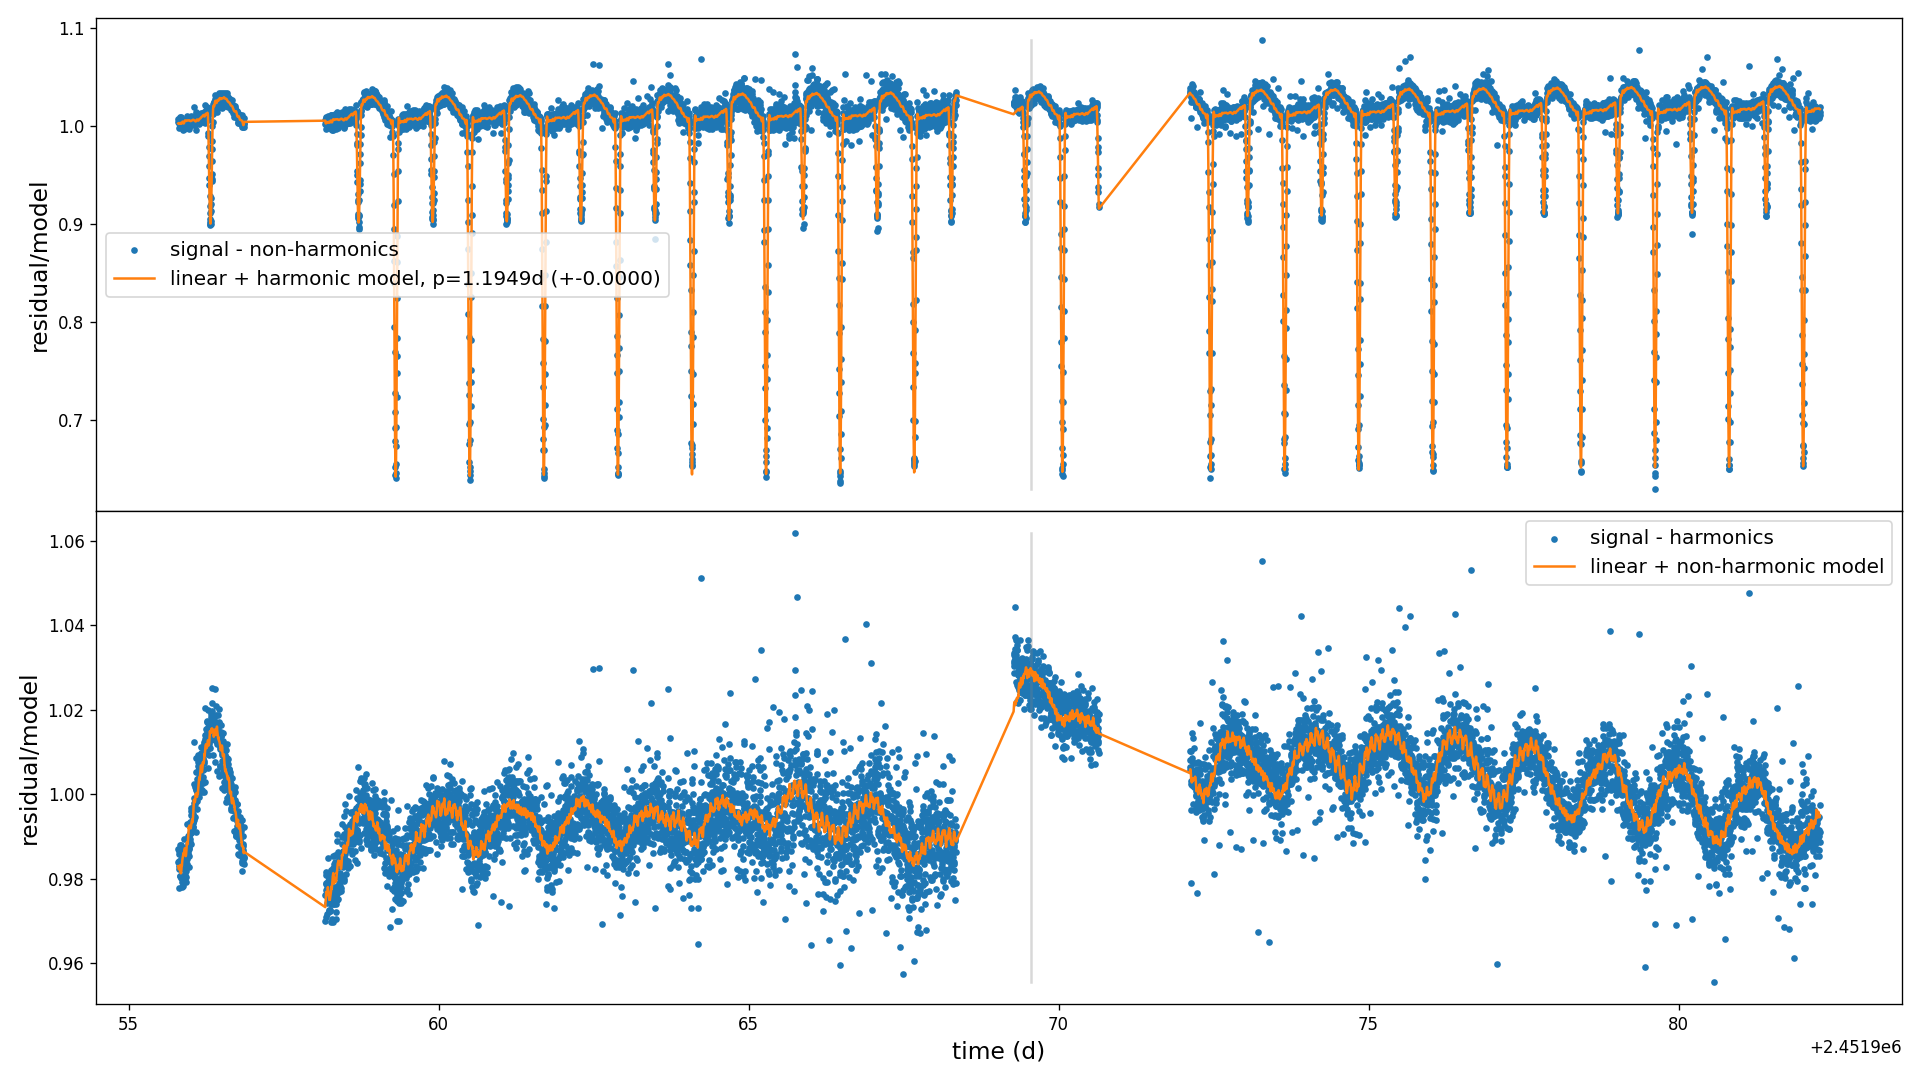 1.1
1.0
0.9
0.8
0.7
residual/model
signal - non-harmonics
linear + harmonic model, p=1.1949d (+-0.0000)
1.06
1.04
1.02
1.00
0.98
0.96
residual/model
signal - harmonics
linear + non-harmonic model
55
60
65
70
75
80
time (d)
+2.4519e6